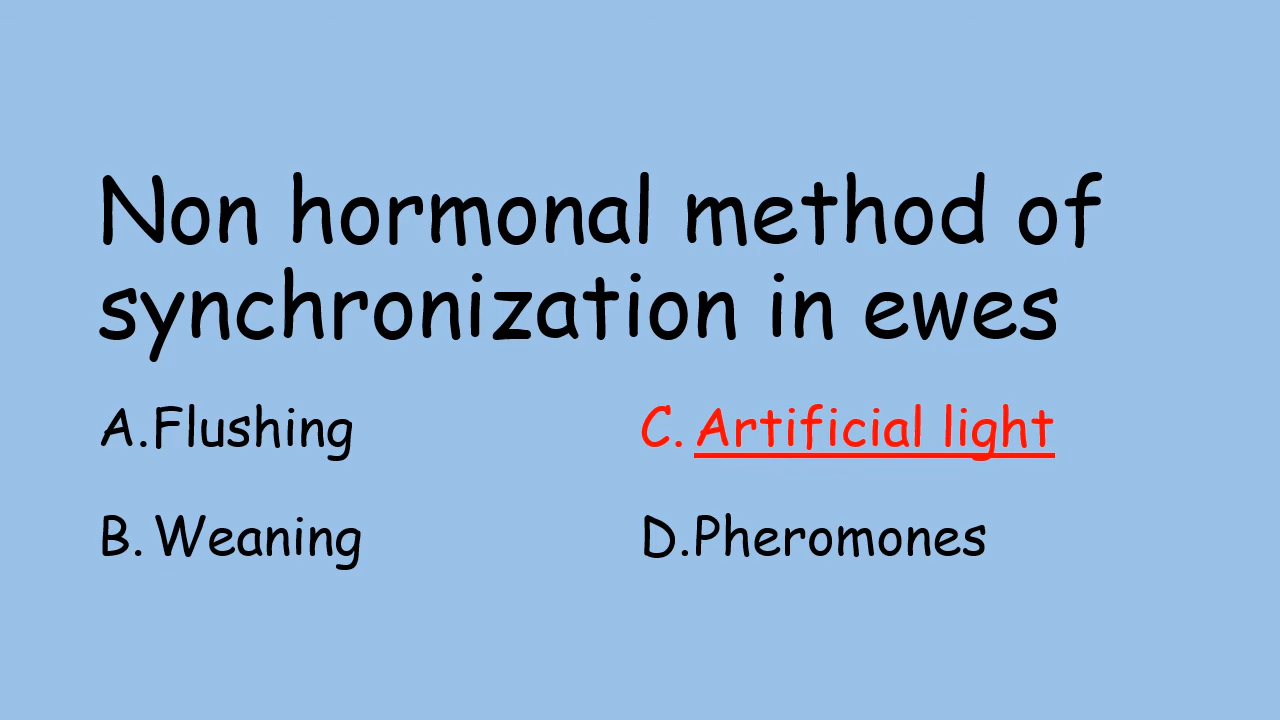 Non hormonal method of
synchronization in ewes
A.Flushing
B. Weaning
C. Artificial light
D.Pheromones